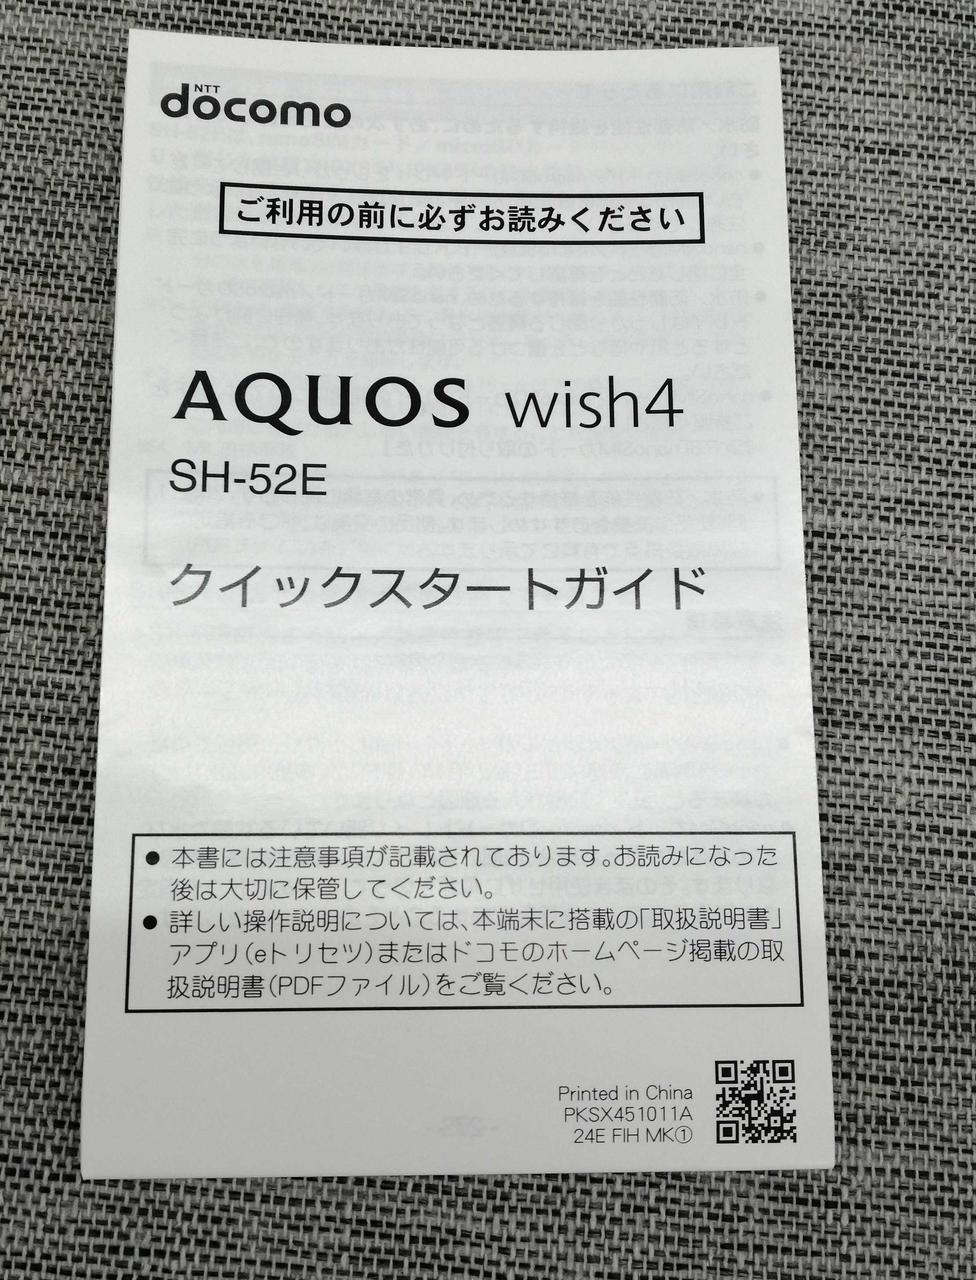 NTT
docomo
ご利用の前に必ずお読みください
AQUOS wish4
SH-52E
クイックスタートガイド
● 本書には注意事項が記載されております。お読みになった
後は大切に保管してください。
● 詳しい操作説明については、本端末に搭載の「取扱説明書」
アプリ(eトリセツ)またはドコモのホームページ掲載の取
扱説明書(PDFファイル)をご覧ください。
Printed in China
PKSX451011A
24E FIH MK①